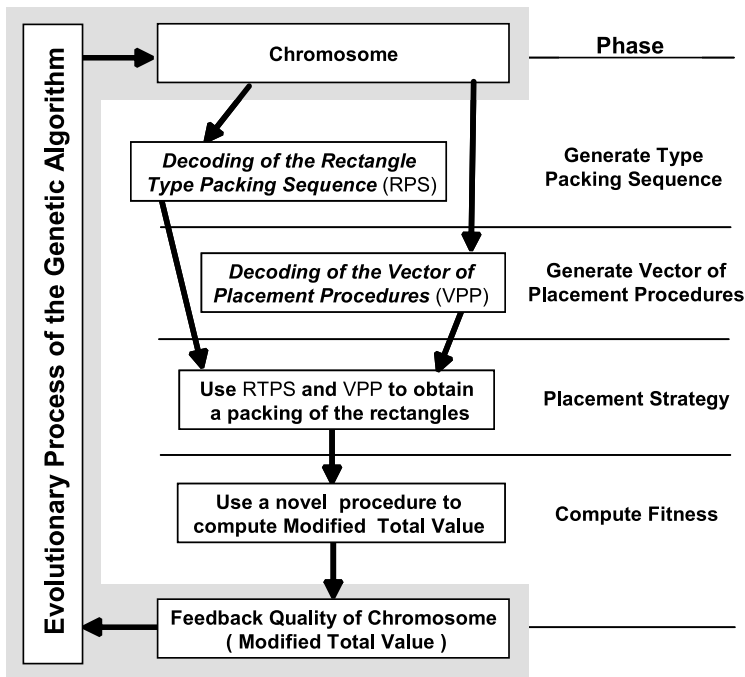 Evolutionary Process of the Genetic Algorithm
Chromosome
Phase
Decoding of the Rectangle
Type Packing Sequence (RPS)
Generate Type
Packing Sequence
Decoding of the Vector of
Placement Procedures (VPP)
Generate Vector of
Placement Procedures
Use RTPS and VPP to obtain
a packing of the rectangles
Placement Strategy
Use a novel procedure to
compute Modified Total Value
Compute Fitness
Feedback Quality of Chromosome
( Modified Total Value )